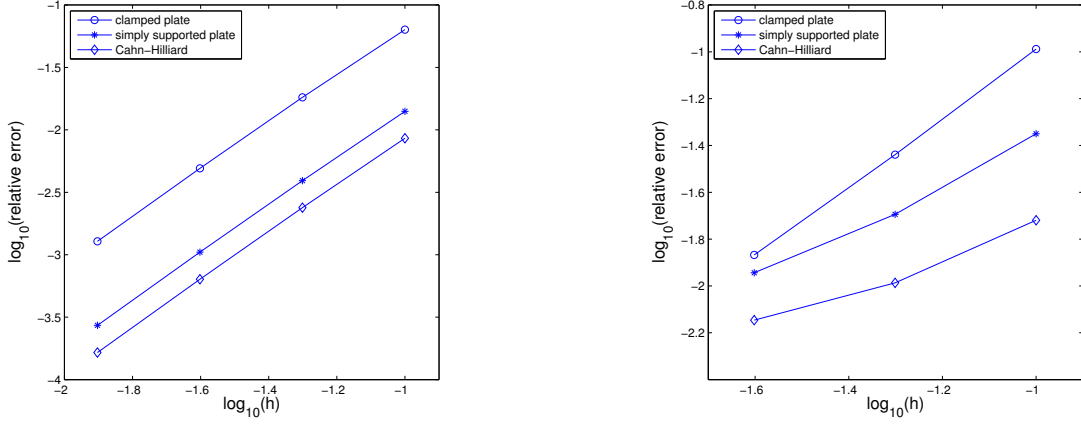 clamped plate
simply supported plate
Cahn−Hilliard
−1
−1.5
−2
−2.5
−3
−3.5
−4
log10(relative error)
−2
−1.8
−1.6
−1.4
−1.2
−1
log10(h)
clamped plate
simply supported plate
Cahn−Hilliard
−0.8
−1
−1.2
−1.4
−1.6
−1.8
−2
−2.2
log10(relative error)
−1.6
−1.4
−1.2
−1
log10(h)